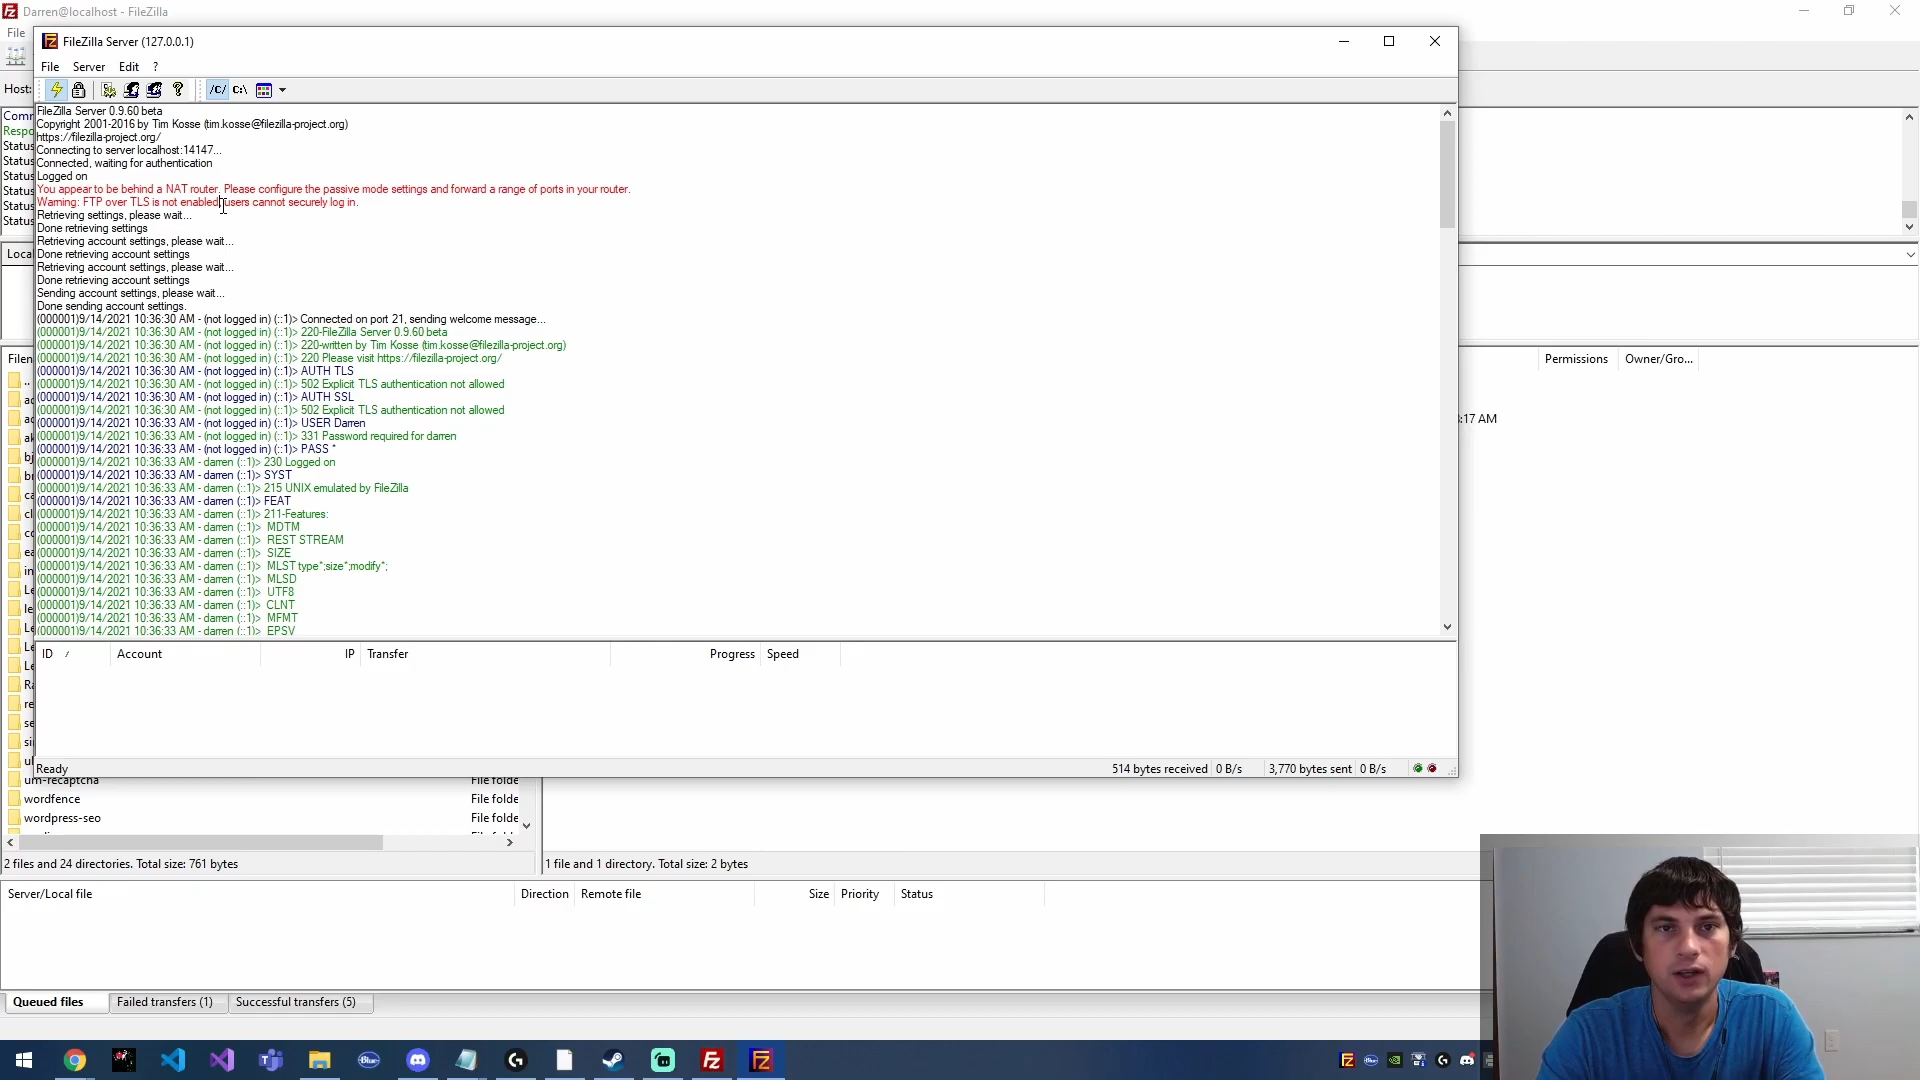 Darren@localhost - FileZilla
File
FileZilla Server (127.0.0.1)
File Server Edit ?
Host:
/C/ C:\
FileZilla Server 0.9.60 beta
Copyright 2001-2016 by Tim Kosse (tim.kosse@filezilla-project.org)
https://filezilla-project.org/
Connecting to server localhost:14147...
Connected, waiting for authentication
Logged on
You appear to be behind a NAT router. Please configure the passive mode settings and forward a range of ports in your router.
Warning: FTP over TLS is not enabled, users cannot securely log in.
Retrieving settings, please wait...
Done retrieving settings
Retrieving account settings, please wait...
Done retrieving account settings
Retrieving account settings, please wait...
Done retrieving account settings
Sending account settings, please wait...
Done sending account settings.
(000001)9/14/2021 10:36:30 AM - (not logged in) (::1)> Connected on port 21, sending welcome message...
(000001)9/14/2021 10:36:30 AM - (not logged in) (::1)> 220-FileZilla Server 0.9.60 beta
(000001)9/14/2021 10:36:30 AM - (not logged in) (::1)> 220-written by Tim Kosse (tim.kosse@filezilla-project.org)
(000001)9/14/2021 10:36:30 AM - (not logged in) (::1)> 220 Please visit https://filezilla-project.org/
(000001)9/14/2021 10:36:30 AM - (not logged in) (::1)> AUTH TLS
(000001)9/14/2021 10:36:30 AM - (not logged in) (::1)> 502 Explicit TLS authentication not allowed
(000001)9/14/2021 10:36:30 AM - (not logged in) (::1)> AUTH SSL
(000001)9/14/2021 10:36:30 AM - (not logged in) (::1)> 502 Explicit TLS authentication not allowed
(000001)9/14/2021 10:36:33 AM - (not logged in) (::1)> USER Darren
(000001)9/14/2021 10:36:33 AM - (not logged in) (::1)> 331 Password required for darren
(000001)9/14/2021 10:36:33 AM - (not logged in) (::1)> PASS *
(000001)9/14/2021 10:36:33 AM - darren (::1)> 230 Logged on
(000001)9/14/2021 10:36:33 AM - darren (::1)> SYST
(000001)9/14/2021 10:36:33 AM - darren (::1)> 215 UNIX emulated by FileZilla
(000001)9/14/2021 10:36:33 AM - darren (::1)> FEAT
(000001)9/14/2021 10:36:33 AM - darren (::1)> 211-Features:
(000001)9/14/2021 10:36:33 AM - darren (::1)> MDTM
(000001)9/14/2021 10:36:33 AM - darren (::1)> REST STREAM
(000001)9/14/2021 10:36:33 AM - darren (::1)> SIZE
(000001)9/14/2021 10:36:33 AM - darren (::1)> MLST type*;size*;modify*;
(000001)9/14/2021 10:36:33 AM - darren (::1)> MLSD
(000001)9/14/2021 10:36:33 AM - darren (::1)> UTF8
(000001)9/14/2021 10:36:33 AM - darren (::1)> CLNT
(000001)9/14/2021 10:36:33 AM - darren (::1)> MFMT
(000001)9/14/2021 10:36:33 AM - darren (::1)> EPSV
ID / Account IP Transfer Progress Speed
Ready 514 bytes received 0 B/s 3,770 bytes sent 0 B/s
Comm
Respo
Status
Status
Status
Status
Status
Status
Loca
Filen
Permissions Owner/Gro...
:17 AM
..
um-recaptcha File folde
wordfence File folde
wordpress-seo File folde
2 files and 24 directories. Total size: 761 bytes
1 file and 1 directory. Total size: 2 bytes
Server/Local file Direction Remote file Size Priority Status
Queued files Failed transfers (1) Successful transfers (5)